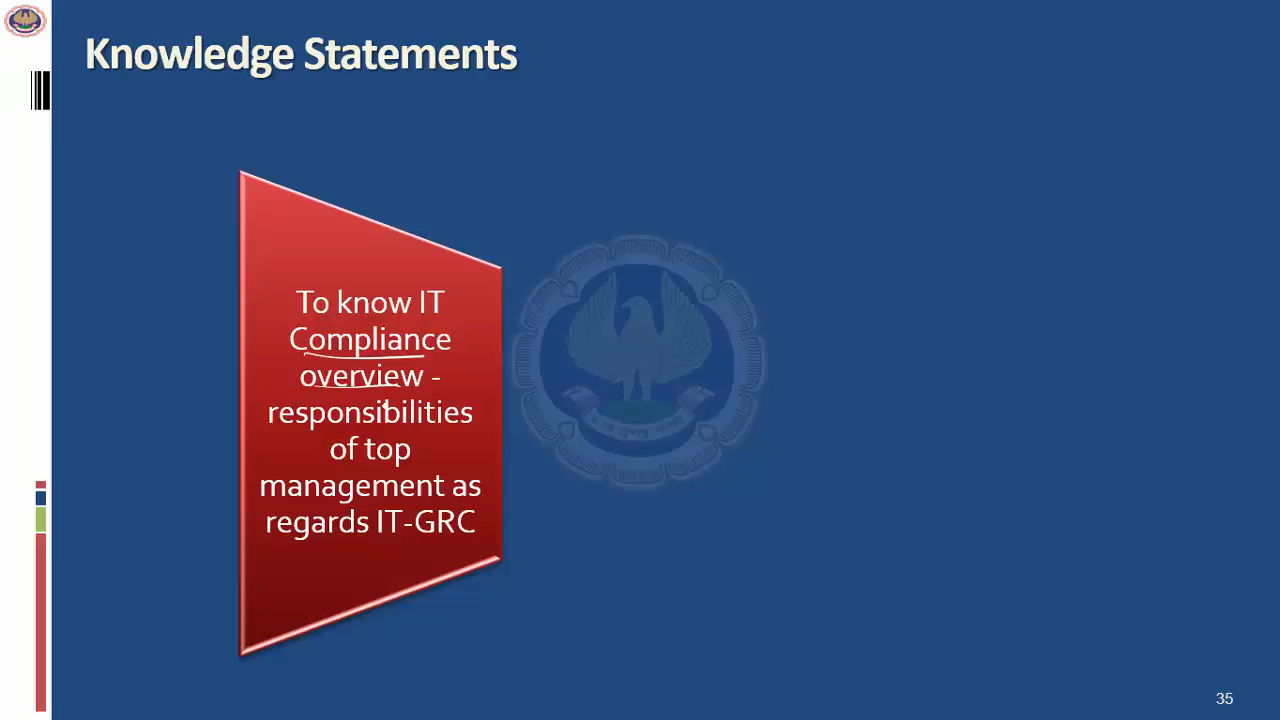 Knowledge Statements
To know IT
Compliance
overview -
responsibilities
of top
management as
regards IT-GRC
35